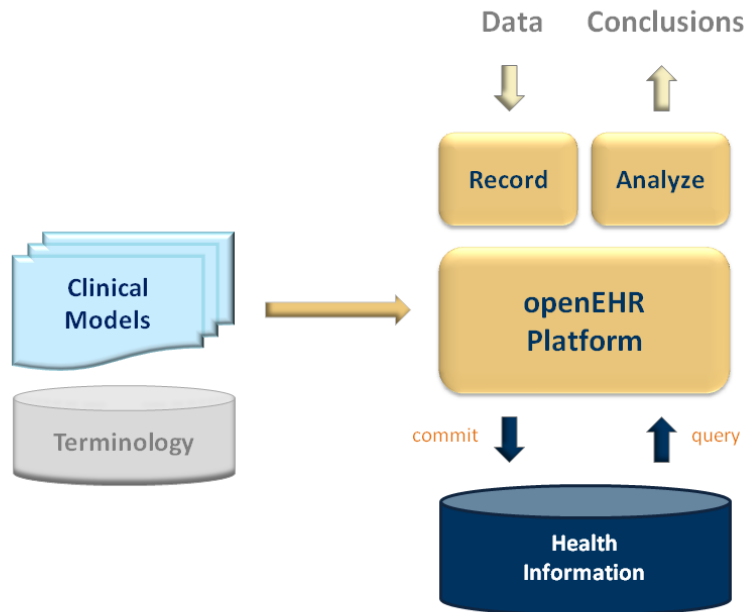 Data
Conclusions
Record
Analyze
Clinical
Models
openEHR
Platform
Terminology
commit
query
Health
Information